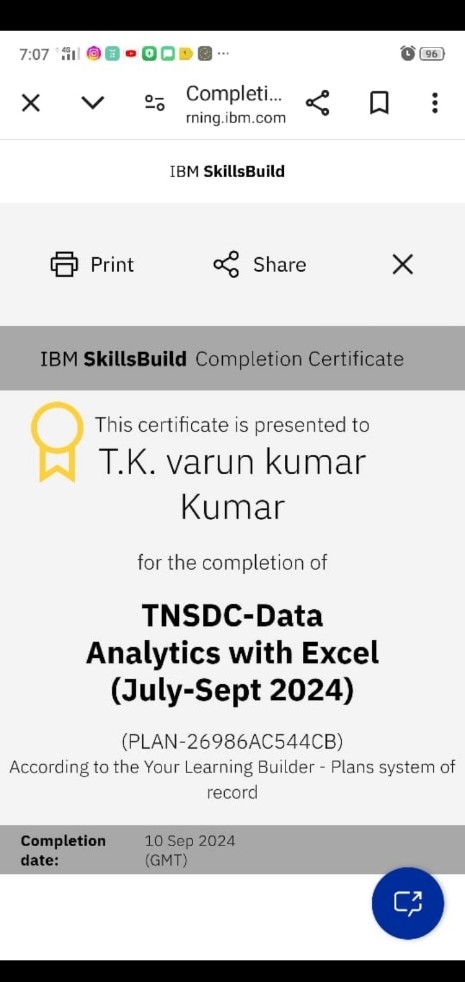 7:07 4G 96
Completi...
rning.ibm.com
IBM SkillsBuild
Print Share
IBM SkillsBuild Completion Certificate
This certificate is presented to
T.K. varun kumar
Kumar
for the completion of
TNSDC-Data
Analytics with Excel
(July-Sept 2024)
(PLAN-26986AC544CB)
According to the Your Learning Builder - Plans system of
record
Completion 10 Sep 2024
date: (GMT)